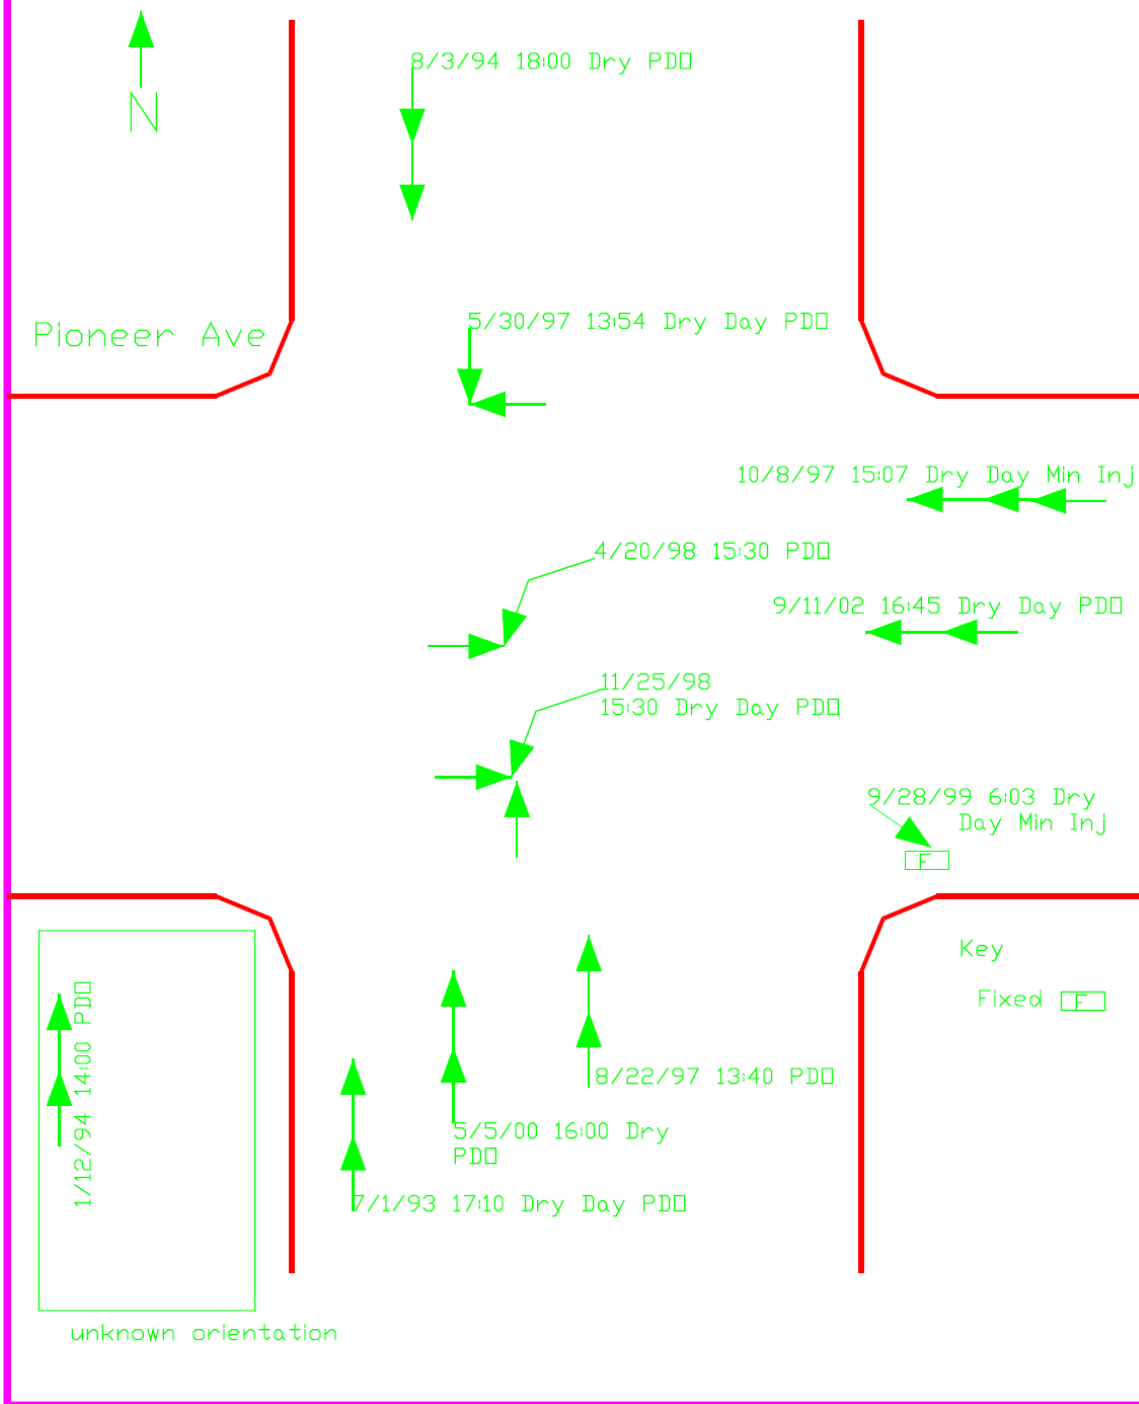 8/3/94 18:00 Dry PDO
N
Pioneer Ave
5/30/97 13:54 Dry Day PDO
10/8/97 15:07 Dry Day Min Inj
4/20/98 15:30 PDO
9/11/02 16:45 Dry Day PDO
11/25/98
15:30 Dry Day PDO
9/28/99 6:03 Dry
Day Min Inj
F
Key
Fixed F
1/12/94 14:00 PDO
8/22/97 13:40 PDO
5/5/00 16:00 Dry
PDO
7/1/93 17:10 Dry Day PDO
unknown orientation